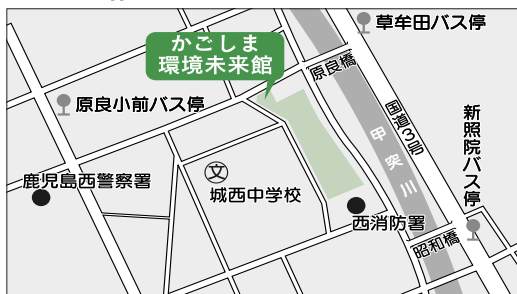 草牟田バス停
かごしま
環境未来館
原良橋
原良小前バス停
国道3号
新照院バス停
甲突川
文
鹿児島西警察署
城西中学校
西消防署
昭和橋